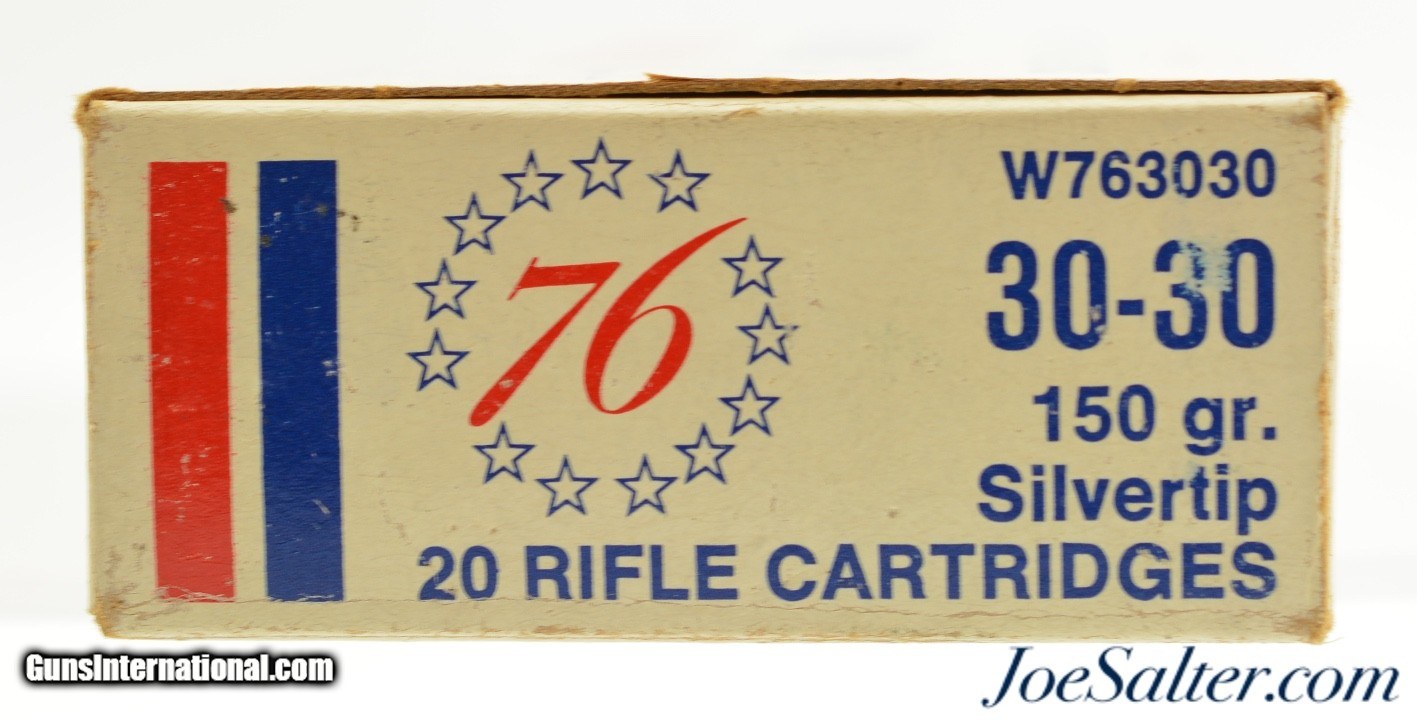 76
W763030
30-30
150 gr.
Silvertip
20 RIFLE CARTRIDGES
GunsInternational.com
JoeSalter.com